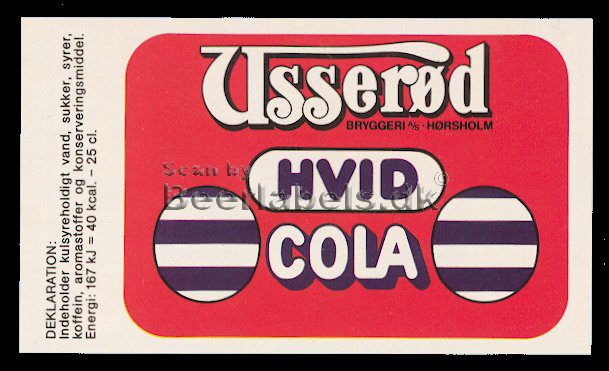 Usserød
BRYGGERI A/S · HØRSHOLM
HVID
COLA
Scan by
Beerlabels.dk
©
DEKLARATION:
Indeholder kulsyreholdigt vand, sukker, syrer,
koffein, aromastoffer og konserveringsmiddel.
Energi: 167 kJ = 40 kcal. – 25 cl.